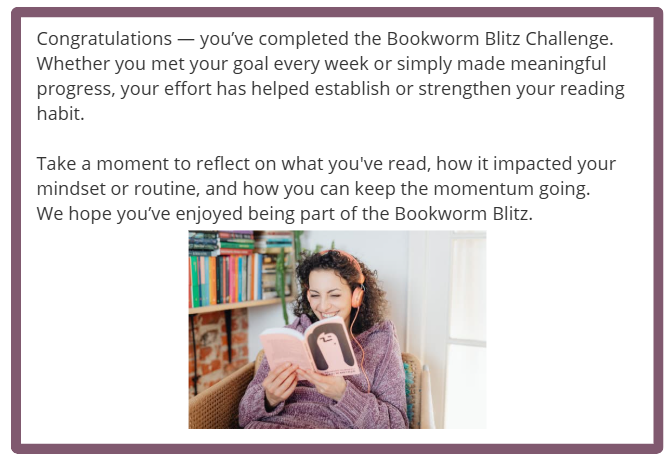 Congratulations — you’ve completed the Bookworm Blitz Challenge.
Whether you met your goal every week or simply made meaningful
progress, your effort has helped establish or strengthen your reading
habit.
Take a moment to reflect on what you've read, how it impacted your
mindset or routine, and how you can keep the momentum going.
We hope you’ve enjoyed being part of the Bookworm Blitz.